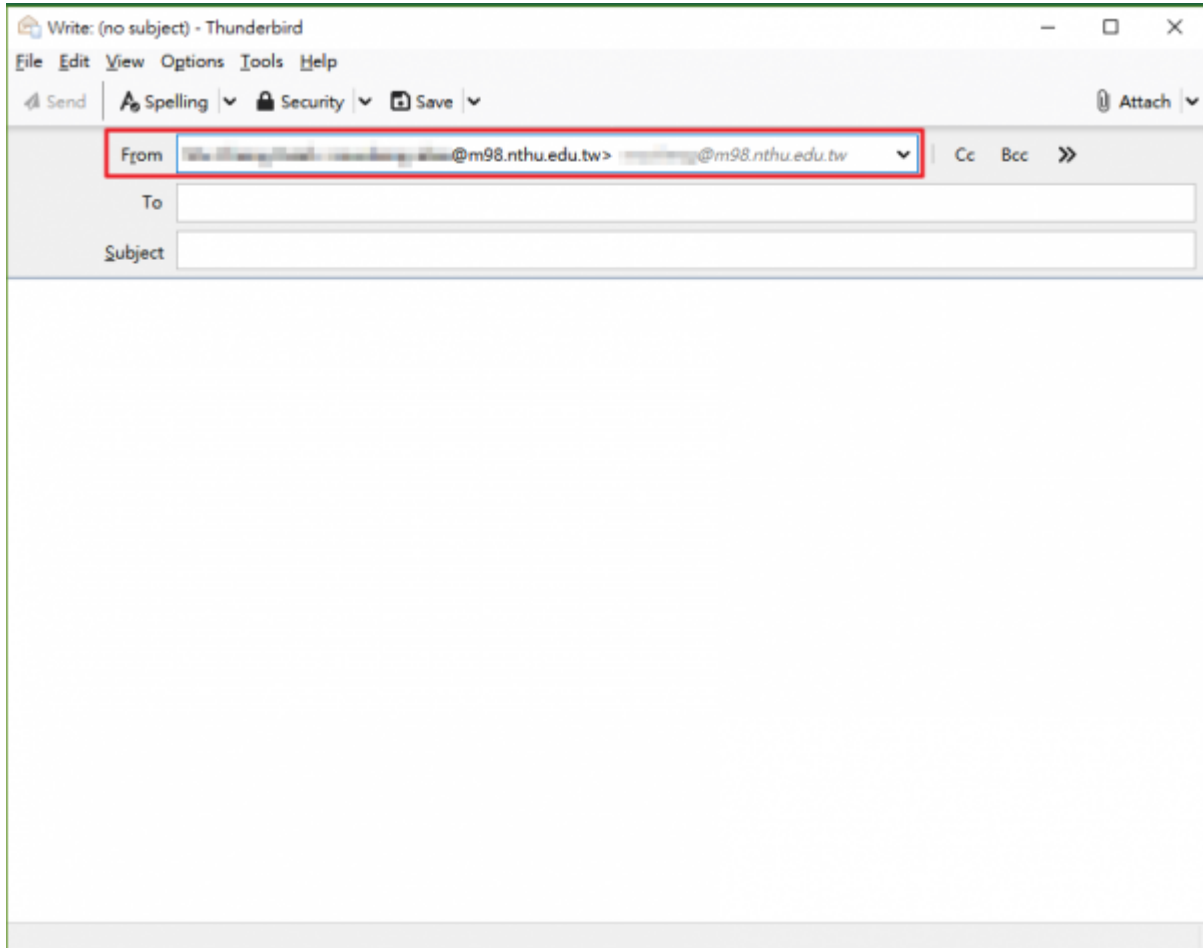 Write: (no subject) - Thunderbird
File Edit View Options Tools Help
Send Spelling Security Save Attach
From @m98.nthu.edu.tw> @m98.nthu.edu.tw Cc Bcc »
To
Subject